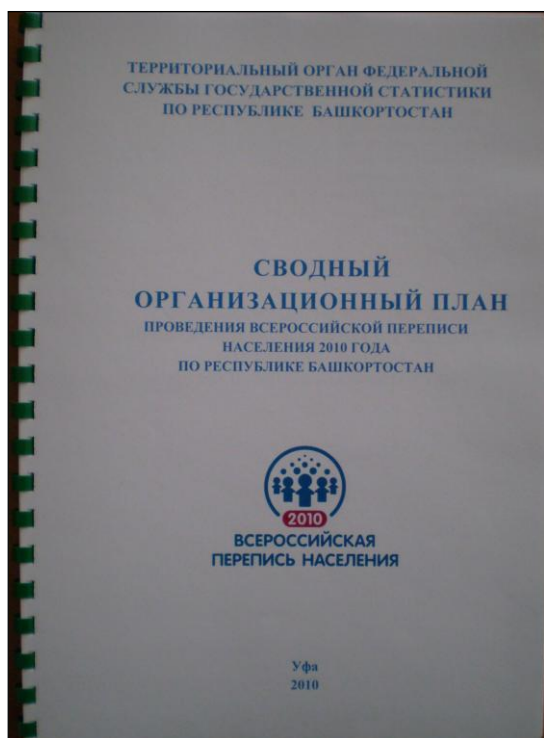 ТЕРРИТОРИАЛЬНЫЙ ОРГАН ФЕДЕРАЛЬНОЙ
СЛУЖБЫ ГОСУДАРСТВЕННОЙ СТАТИСТИКИ
ПО РЕСПУБЛИКЕ БАШКОРТОСТАН
СВОДНЫЙ
ОРГАНИЗАЦИОННЫЙ ПЛАН
ПРОВЕДЕНИЯ ВСЕРОССИЙСКОЙ ПЕРЕПИСИ
НАСЕЛЕНИЯ 2010 ГОДА
ПО РЕСПУБЛИКЕ БАШКОРТОСТАН
2010
ВСЕРОССИЙСКАЯ
ПЕРЕПИСЬ НАСЕЛЕНИЯ
Уфа
2010